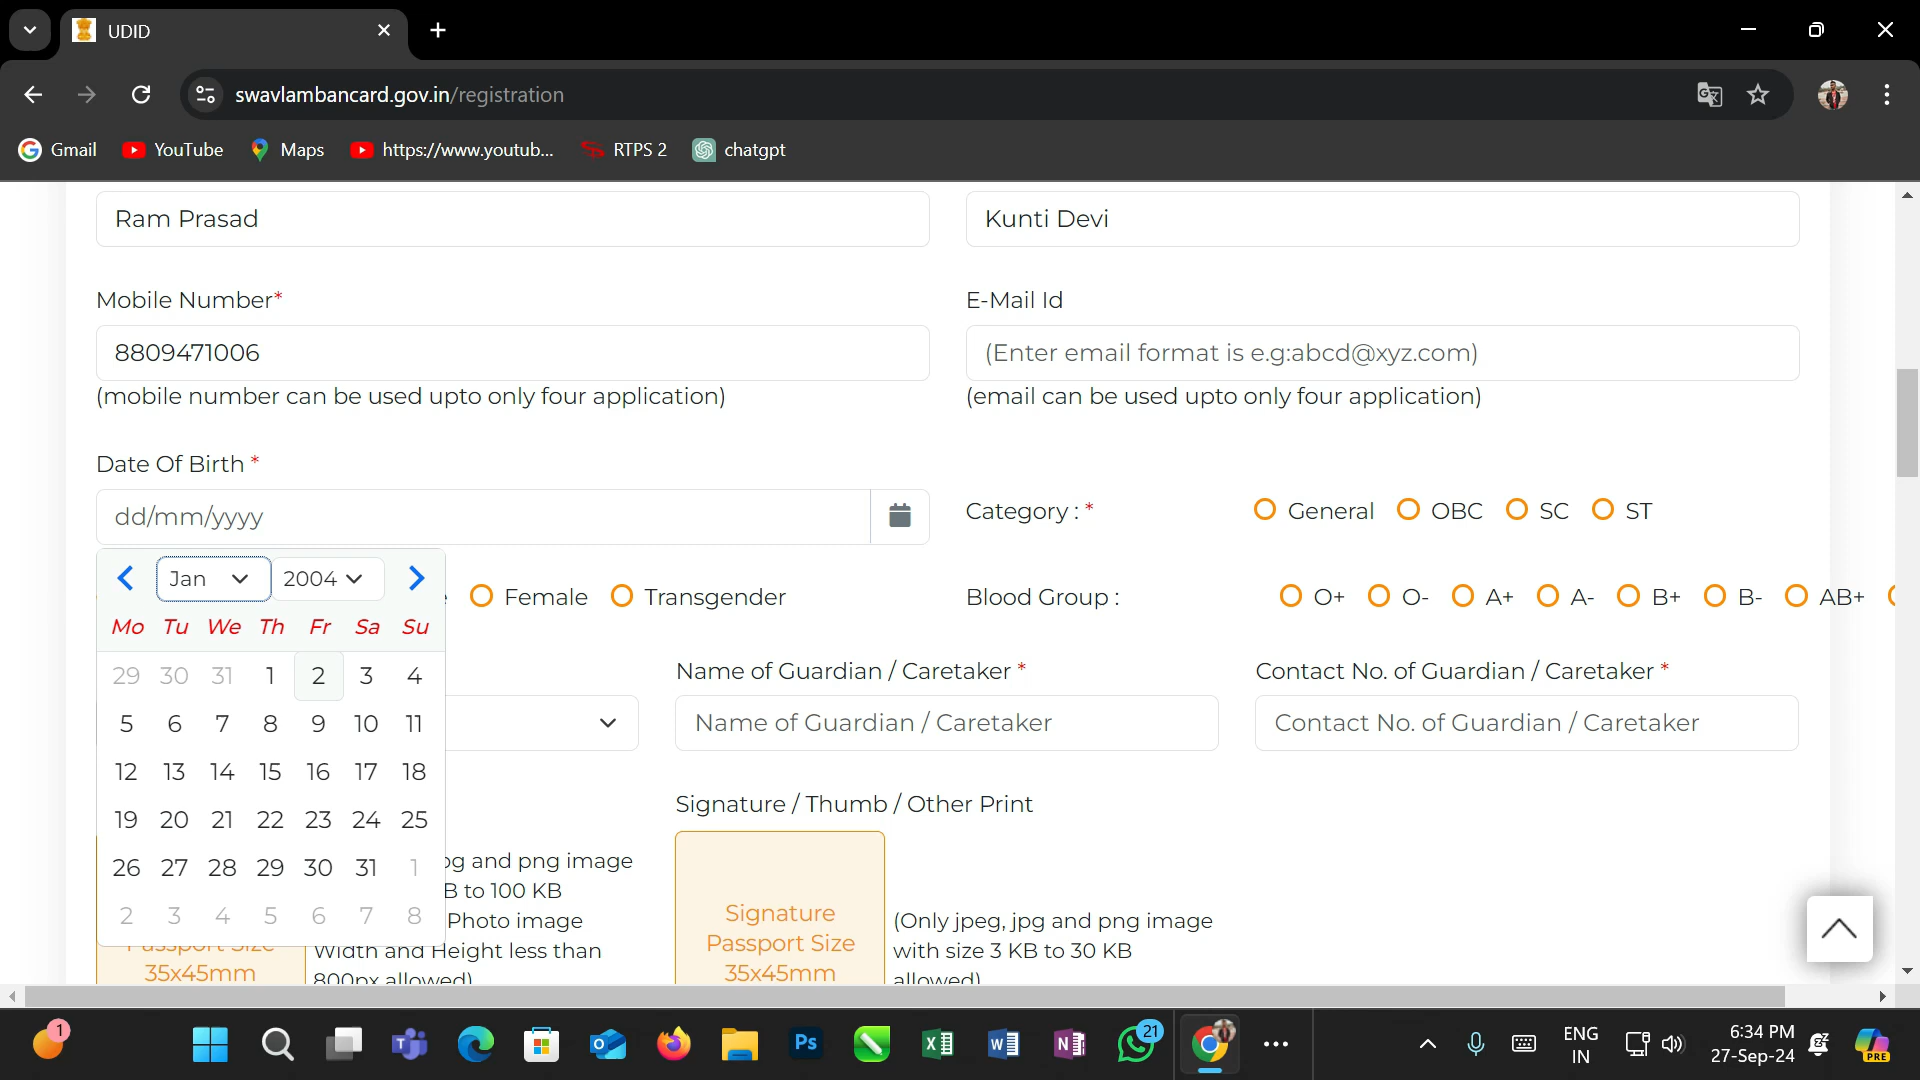 UDID
swavlambancard.gov.in/registration
Gmail YouTube Maps https://www.youtub... RTPS 2 chatgpt
Ram Prasad Kunti Devi
Mobile Number* E-Mail Id
8809471006 (Enter email format is e.g:abcd@xyz.com)
(mobile number can be used upto only four application) (email can be used upto only four application)
Date Of Birth *
dd/mm/yyyy Category : * General OBC SC ST
Jan 2004 Female Transgender Blood Group : O+ O- A+ A- B+ B- AB+
Mo Tu We Th Fr Sa Su
29 30 31 1 2 3 4 Name of Guardian / Caretaker * Contact No. of Guardian / Caretaker *
5 6 7 8 9 10 11 Name of Guardian / Caretaker Contact No. of Guardian / Caretaker
12 13 14 15 16 17 18
19 20 21 22 23 24 25 Signature / Thumb / Other Print
26 27 28 29 30 31 1 and png image
B to 100 KB
2 3 4 5 6 7 8 Photo image Signature (Only jpeg, jpg and png image
Passport Size Width and Height less than Passport Size with size 3 KB to 30 KB
35x45mm 800px allowed) 35x45mm allowed)
1 Ps 21 ENG 6:34 PM
IN 27-Sep-24 PRE